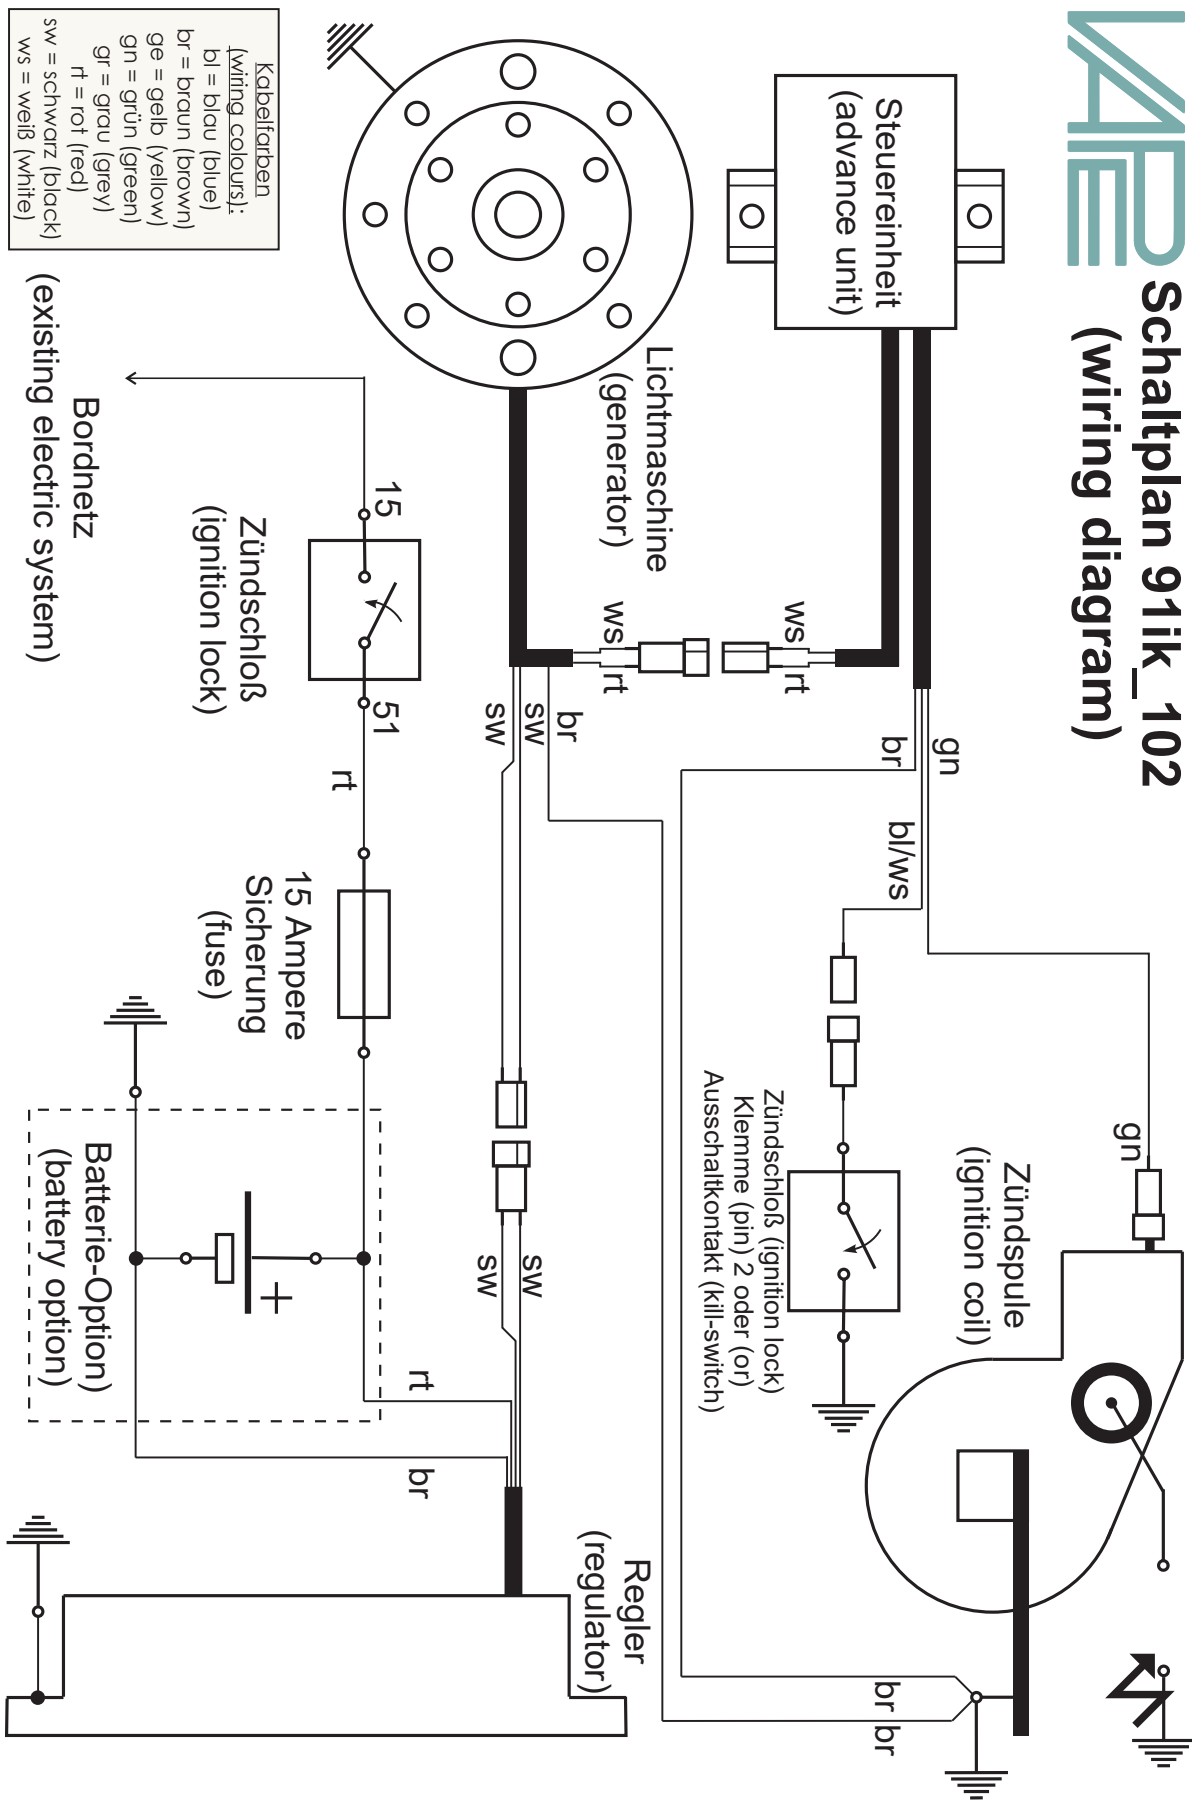 VAPE
Schaltplan 91ik_102
(wiring diagram)
Steuereinheit
(advance unit)
ws
rt
gn
br
bl/ws
gn
Zündspule
(ignition coil)
Zündschloß (ignition lock)
Klemme (pin) 2 oder (or)
Ausschaltkontakt (kill-switch)
br
br
Lichtmaschine
(generator)
ws
rt
br
sw
sw
sw
sw
rt
br
Regler
(regulator)
15
51
Zündschloß
(ignition lock)
rt
15 Ampere
Sicherung
(fuse)
+
Batterie-Option)
(battery option)
Bordnetz
(existing electric system)
Kabelfarben
(wiring colours):
bl = blau (blue)
br = braun (brown)
ge = gelb (yellow)
gn = grün (green)
gr = grau (grey)
rt = rot (red)
sw = schwarz (black)
ws = weiß (white)